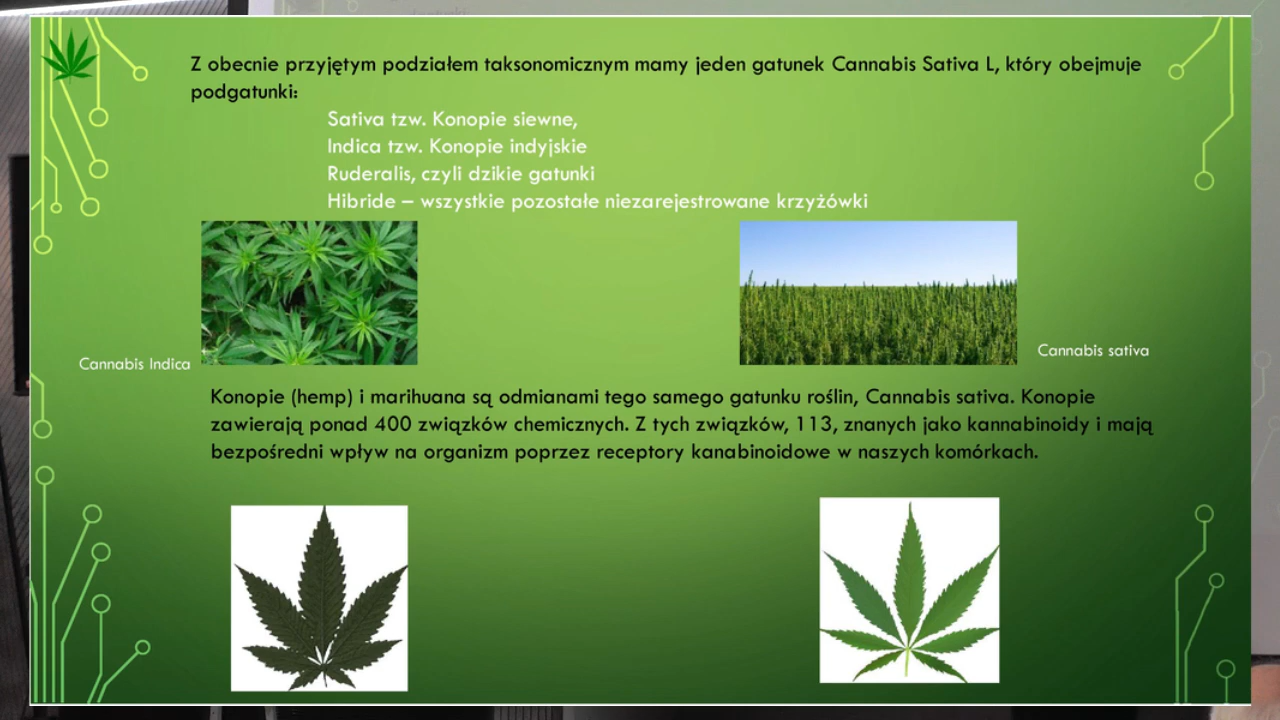 Z obecnie przyjętym podziałem taksonomicznym mamy jeden gatunek Cannabis Sativa L, który obejmuje
podgatunki:
Sativa tzw. Konopie siewne,
Indica tzw. Konopie indyjskie
Ruderalis, czyli dzikie gatunki
Hibride – wszystkie pozostałe niezarejestrowane krzyżówki
Cannabis Indica
Cannabis sativa
Konopie (hemp) i marihuana są odmianami tego samego gatunku roślin, Cannabis sativa. Konopie
zawierają ponad 400 związków chemicznych. Z tych związków, 113, znanych jako kannabinoidy i mają
bezpośredni wpływ na organizm poprzez receptory kanabinoidowe w naszych komórkach.